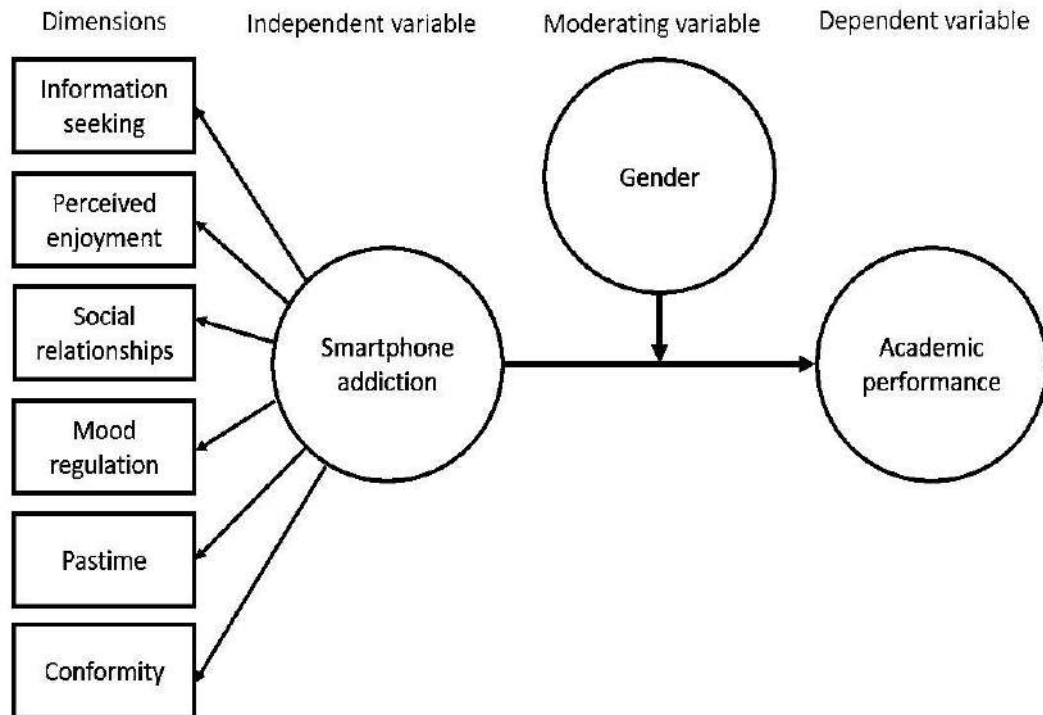 Dimensions
Independent variable
Moderating variable
Dependent variable
Information
seeking
Perceived
enjoyment
Social
relationships
Mood
regulation
Pastime
Conformity
Smartphone
addiction
Gender
Academic
performance